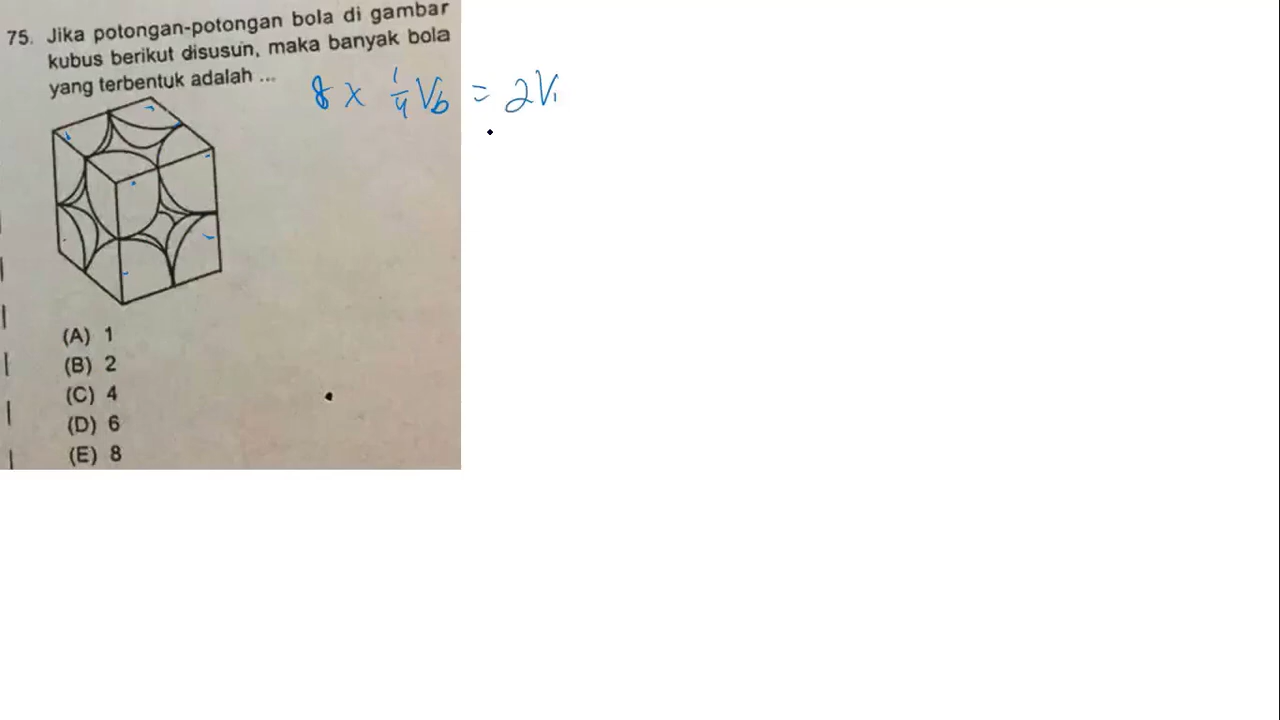 75. Jika potongan-potongan bola di gambar
kubus berikut disusun, maka banyak bola
yang terbentuk adalah ...
8 x 1/4 Vb = 2V
(A) 1
(B) 2
(C) 4
(D) 6
(E) 8